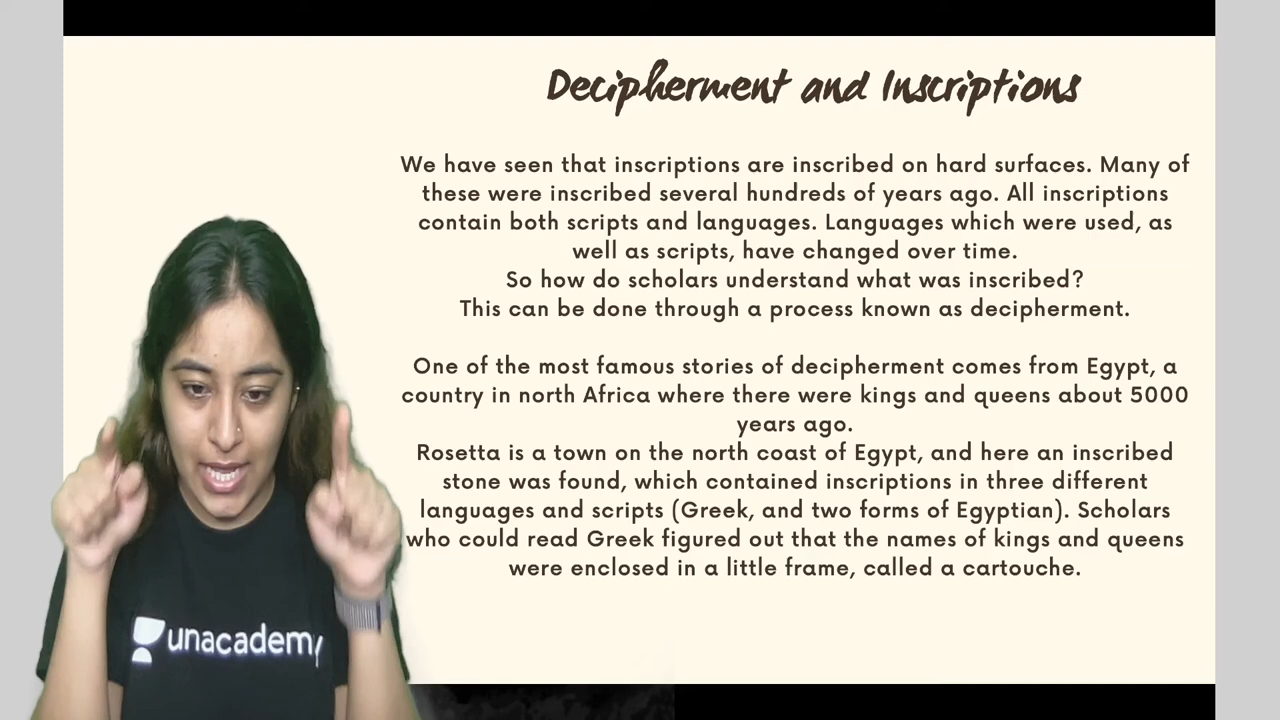 Decipherment and Inscriptions
We have seen that inscriptions are inscribed on hard surfaces. Many of
these were inscribed several hundreds of years ago. All inscriptions
contain both scripts and languages. Languages which were used, as
well as scripts, have changed over time.
So how do scholars understand what was inscribed?
This can be done through a process known as decipherment.
One of the most famous stories of decipherment comes from Egypt, a
country in north Africa where there were kings and queens about 5000
years ago.
Rosetta is a town on the north coast of Egypt, and here an inscribed
stone was found, which contained inscriptions in three different
languages and scripts (Greek, and two forms of Egyptian). Scholars
who could read Greek figured out that the names of kings and queens
were enclosed in a little frame, called a cartouche.
unacademy